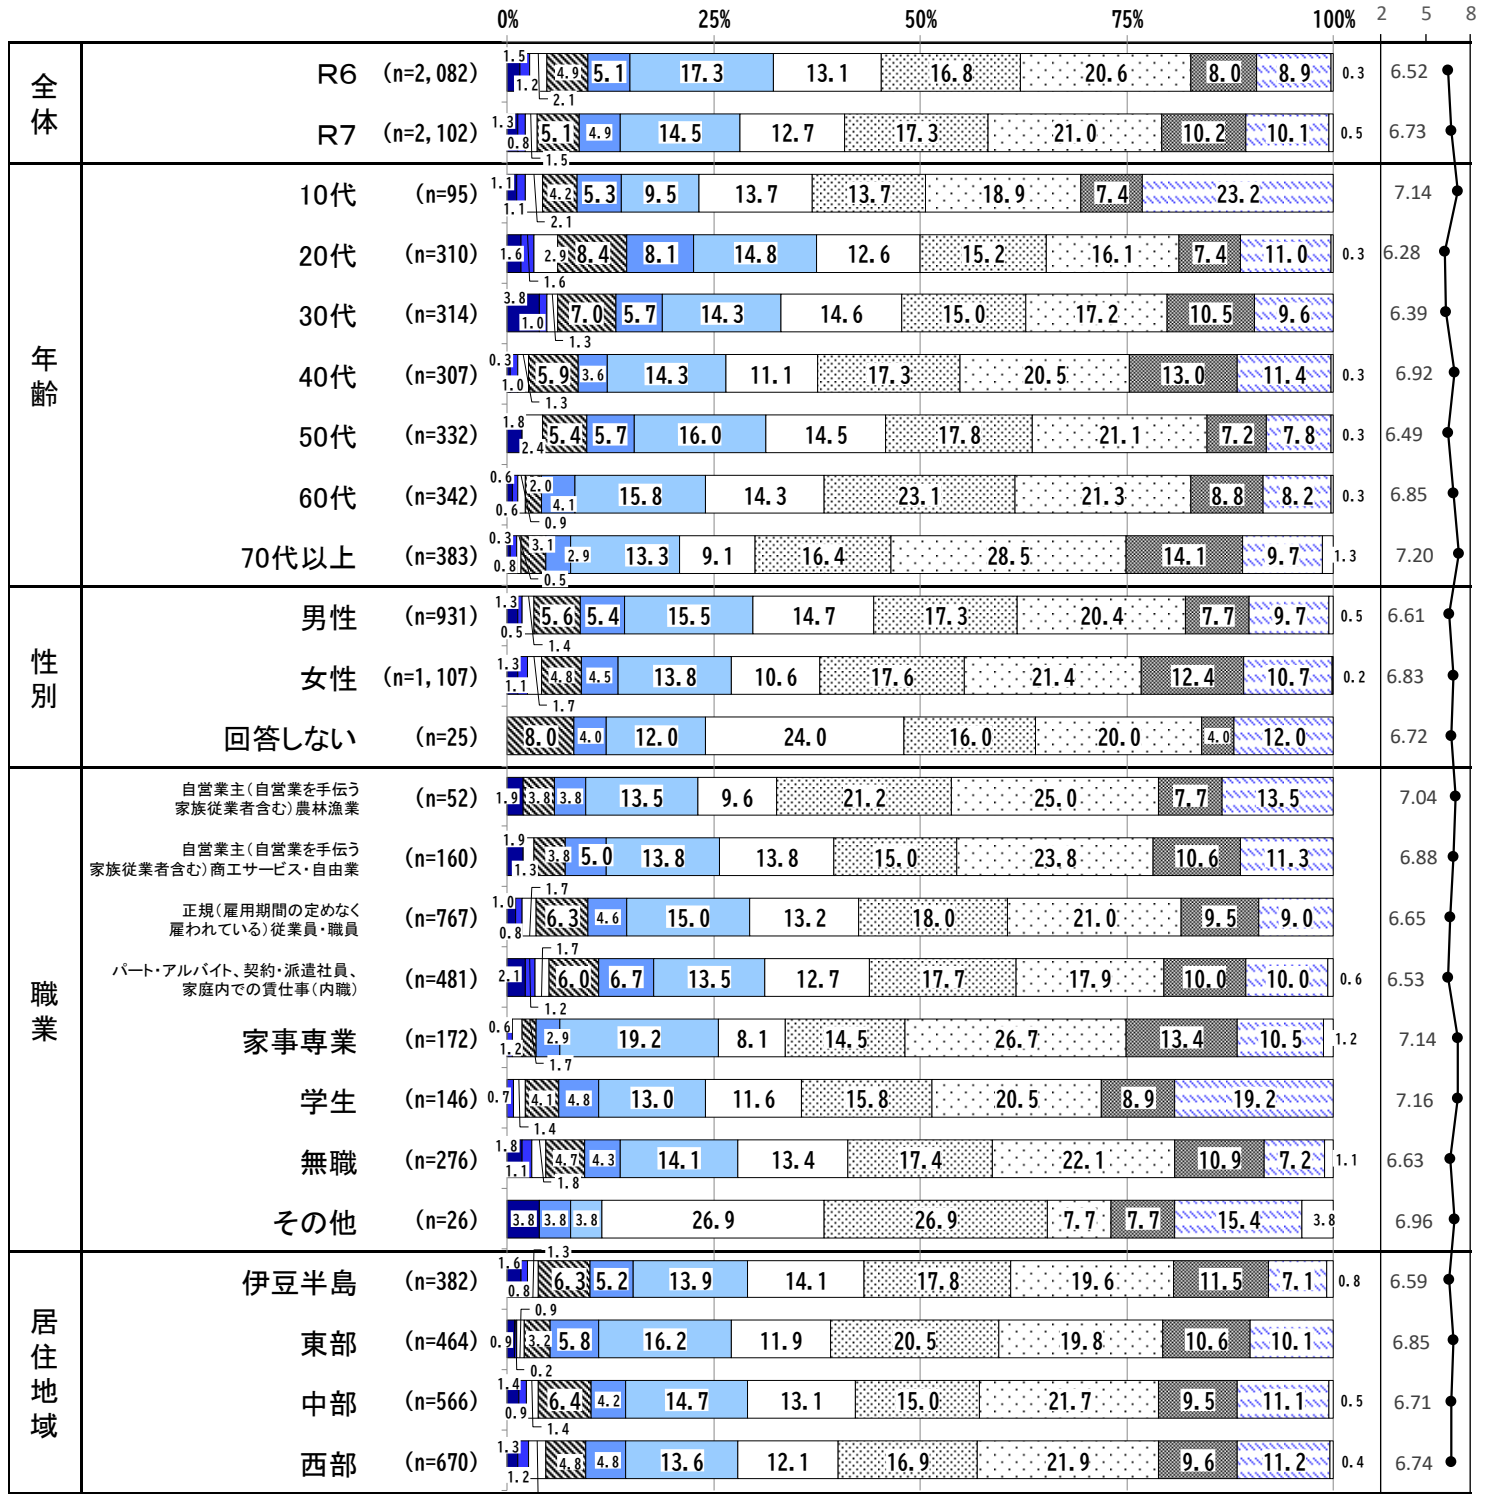 0% 25% 50% 75% 100% 2 5 8
全体
R6 (n=2,082) 1.5 1.2 2.1 4.9 5.1 17.3 13.1 16.8 20.6 8.0 8.9 0.3 6.52
R7 (n=2,102) 1.3 0.8 1.5 5.1 4.9 14.5 12.7 17.3 21.0 10.2 10.1 0.5 6.73
年齢
10代 (n=95) 1.1 1.1 2.1 4.2 5.3 9.5 13.7 13.7 18.9 7.4 23.2 7.14
20代 (n=310) 1.6 1.6 2.9 8.4 8.1 14.8 12.6 15.2 16.1 7.4 11.0 0.3 6.28
30代 (n=314) 3.8 1.0 1.3 7.0 5.7 14.3 14.6 15.0 17.2 10.5 9.6 6.39
40代 (n=307) 0.3 1.0 1.3 5.9 3.6 14.3 11.1 17.3 20.5 13.0 11.4 0.3 6.92
50代 (n=332) 1.8 2.4 5.4 5.7 16.0 14.5 17.8 21.1 7.2 7.8 0.3 6.49
60代 (n=342) 0.6 0.6 0.9 2.0 4.1 15.8 14.3 23.1 21.3 8.8 8.2 0.3 6.85
70代以上 (n=383) 0.3 0.8 0.5 3.1 2.9 13.3 9.1 16.4 28.5 14.1 9.7 1.3 7.20
性別
男性 (n=931) 1.3 0.5 1.4 5.6 5.4 15.5 14.7 17.3 20.4 7.7 9.7 0.5 6.61
女性 (n=1,107) 1.3 1.1 1.7 4.8 4.5 13.8 10.6 17.6 21.4 12.4 10.7 0.2 6.83
回答しない (n=25) 8.0 4.0 12.0 24.0 16.0 20.0 4.0 12.0 6.72
職業
自営業主(自営業を手伝う
家族従業者含む)農林漁業 (n=52) 1.9 3.8 3.8 13.5 9.6 21.2 25.0 7.7 13.5 7.04
自営業主(自営業を手伝う
家族従業者含む)商工サービス・自由業 (n=160) 1.9 1.3 3.8 5.0 13.8 13.8 15.0 23.8 10.6 11.3 6.88
正規(雇用期間の定めなく
雇われている)従業員・職員 (n=767) 1.0 0.8 1.7 6.3 4.6 15.0 13.2 18.0 21.0 9.5 9.0 6.65
パート・アルバイト、契約・派遣社員、
家庭内での賃仕事(内職) (n=481) 2.1 1.2 1.7 6.0 6.7 13.5 12.7 17.7 17.9 10.0 10.0 0.6 6.53
家事専業 (n=172) 0.6 1.2 1.7 2.9 19.2 8.1 14.5 26.7 13.4 10.5 1.2 7.14
学生 (n=146) 0.7 1.4 4.1 4.8 13.0 11.6 15.8 20.5 8.9 19.2 7.16
無職 (n=276) 1.8 1.1 1.8 4.7 4.3 14.1 13.4 17.4 22.1 10.9 7.2 1.1 6.63
その他 (n=26) 3.8 3.8 3.8 26.9 26.9 7.7 7.7 15.4 3.8 6.96
居住地域
伊豆半島 (n=382) 1.6 0.8 1.3 6.3 5.2 13.9 14.1 17.8 19.6 11.5 7.1 0.8 6.59
東部 (n=464) 0.9 0.2 0.9 3.2 5.8 16.2 11.9 20.5 19.8 10.6 10.1 6.85
中部 (n=566) 1.4 0.9 1.4 6.4 4.2 14.7 13.1 15.0 21.7 9.5 11.1 0.5 6.71
西部 (n=670) 1.3 1.2 4.8 4.8 13.6 12.1 16.9 21.9 9.6 11.2 0.4 6.74